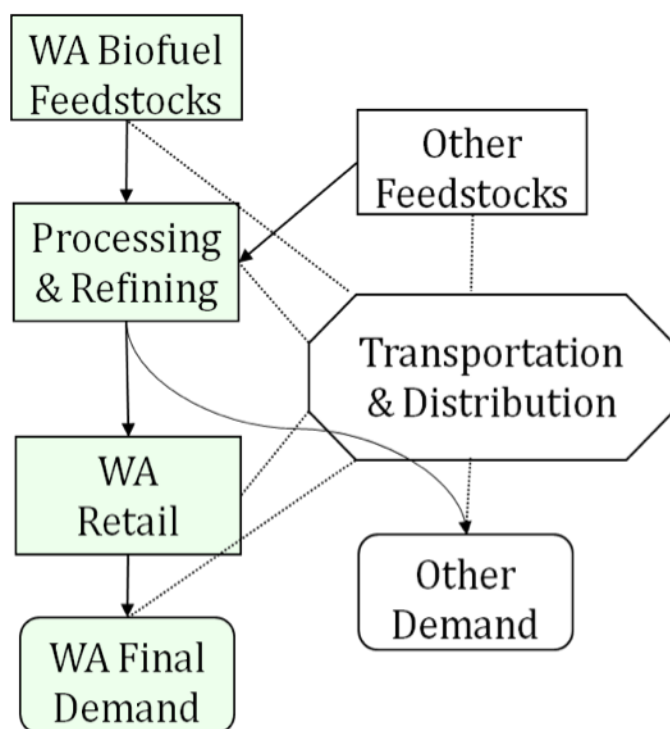 WA Biofuel
Feedstocks
Other
Feedstocks
Processing
& Refining
Transportation
& Distribution
WA
Retail
Other
Demand
WA Final
Demand